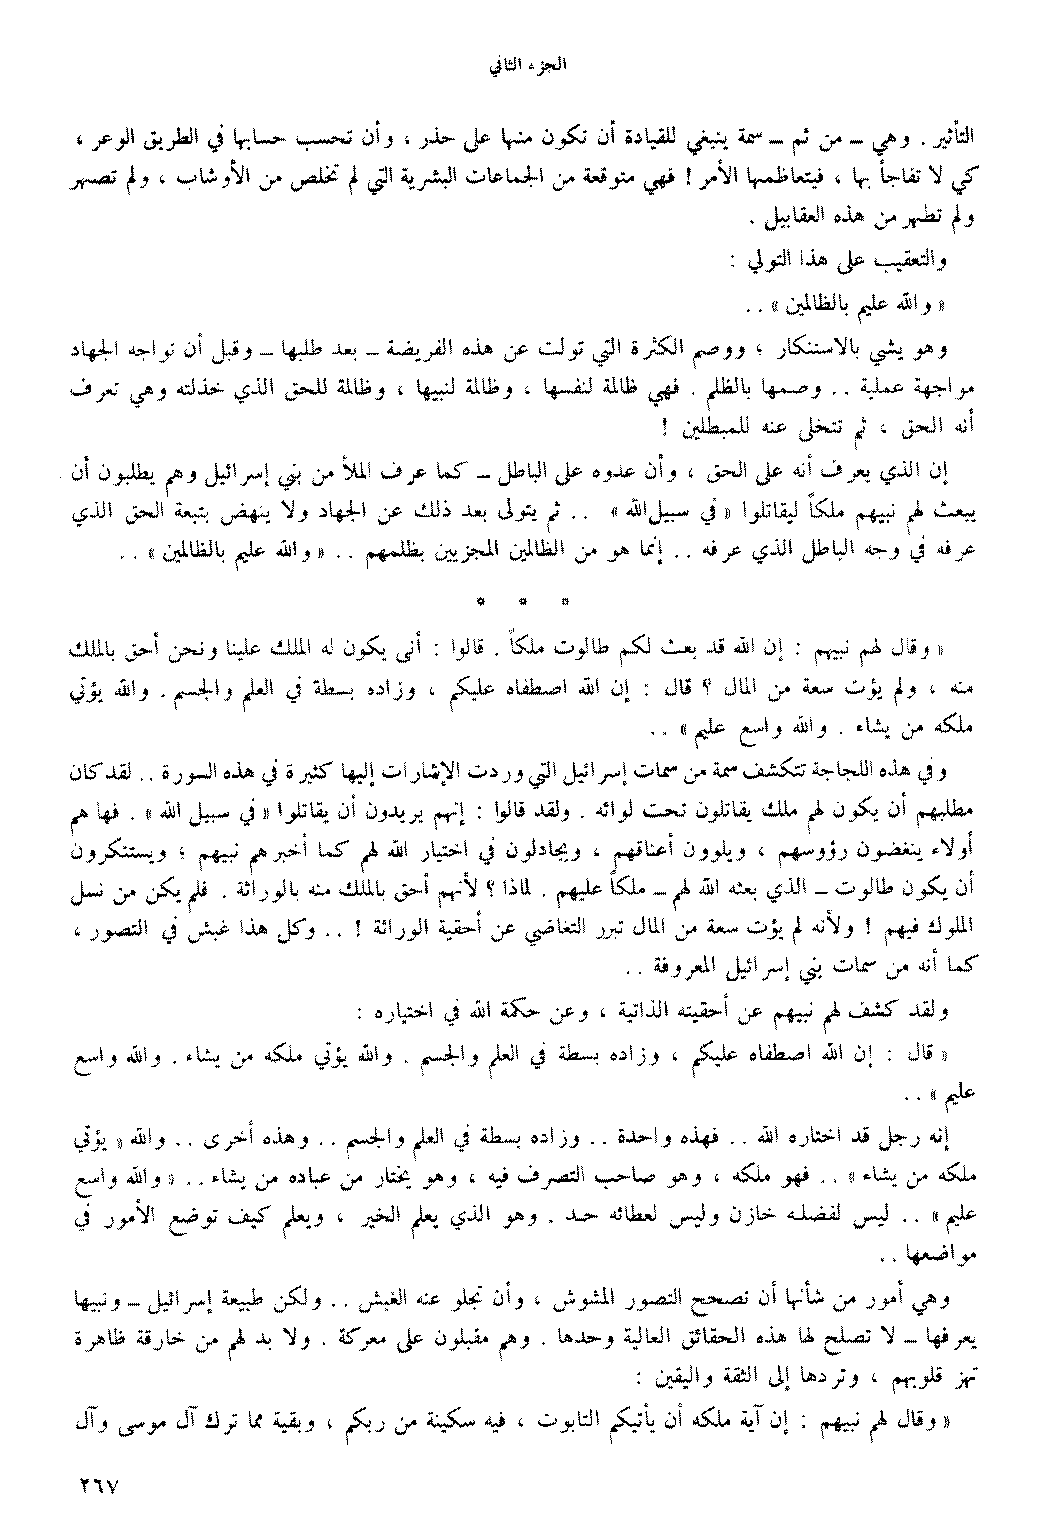 الجزء الثاني
التأثير . وهي – من ثم – سمة ينبغي للقيادة أن تكون منها على حذر ، وأن تحسب حسابها في الطريق الوعر ،
كي لا تفاجأ بها ، فيتعاظمها الأمر ! فهي متوقعة من الجماعات البشرية التي لم تخلص من الأوشاب ، ولم تصهر
ولم تطهر من هذه العقابيل .
والتعقيب على هذا التولي :
« والله عليم بالظالمين » ..
وهو يشي بالاستنكار ؛ ووصم الكثرة التي تولت عن هذه الفريضة – بعد طلبها – وقبل أن تواجه الجهاد
مواجهة عملية .. وصمها بالظلم . فهي ظالمة لنفسها ، وظالمة لنبيها ، وظالمة للحق الذي خذلته وهي تعرف
أنه الحق ، ثم تتخلى عنه للمبطلين !
إن الذي يعرف أنه على الحق ، وأن عدوه على الباطل – كما عرف الملأ من بني إسرائيل وهم يطلبون أن
يبعث لهم نبيهم ملكاً ليقاتلوا « في سبيل الله » .. ثم يتولى بعد ذلك عن الجهاد ولا ينهض بتبعة الحق الذي
عرفه في وجه الباطل الذي عرفه .. إنما هو من الظالمين المجزيين بظلمهم .. « والله عليم بالظالمين » ..
* * *
« وقال لهم نبيهم : إن الله قد بعث لكم طالوت ملكاً . قالوا : أنى يكون له الملك علينا ونحن أحق بالملك
منه ، ولم يؤت سعة من المال ؟ قال : إن الله اصطفاه عليكم ، وزاده بسطة في العلم والجسم . والله يؤتي
ملكه من يشاء . والله واسع عليم » ..
وفي هذه اللجاجة تتكشف سمة من سمات إسرائيل التي وردت الإشارات إليها كثيرة في هذه السورة .. لقد كان
مطلبهم أن يكون لهم ملك يقاتلون تحت لوائه . ولقد قالوا : إنهم يريدون أن يقاتلوا « في سبيل الله » . فها هم
أولاء ينغضون رؤوسهم ، ويلوون أعناقهم ، ويجادلون في اختيار الله لهم كما أخبرهم نبيهم ؛ ويستنكرون
أن يكون طالوت – الذي بعثه الله لهم – ملكاً عليهم . لماذا ؟ لأنهم أحق بالملك منه بالوراثة . فلم يكن من نسل
الملوك فيهم ! ولأنه لم يؤت سعة من المال تبرر التغاضي عن أحقية الوراثة ! .. وكل هذا غبش في التصور ،
كما أنه من سمات بني إسرائيل المعروفة ..
ولقد كشف لهم نبيهم عن أحقيته الذاتية ، وعن حكمة الله في اختياره :
« قال : إن الله اصطفاه عليكم ، وزاده بسطة في العلم والجسم . والله يؤتي ملكه من يشاء . والله واسع
عليم » ..
إنه رجل قد اختاره الله .. فهذه واحدة .. وزاده بسطة في العلم والجسم .. وهذه أخرى .. والله « يؤتي
ملكه من يشاء » .. فهو ملكه ، وهو صاحب التصرف فيه ، وهو يختار من عباده من يشاء .. « والله واسع
عليم » .. ليس لفضله خازن وليس لعطائه حد . وهو الذي يعلم الخير ، ويعلم كيف توضع الأمور في
مواضعها ..
وهي أمور من شأنها أن تصحح التصور المشوش ، وأن تجلو عنه الغبش .. ولكن طبيعة إسرائيل – ونبيها
يعرفها – لا تصلح لها هذه الحقائق العالية وحدها . وهم مقبلون على معركة . ولا بد لهم من خارقة ظاهرة
تهز قلوبهم ، وتردها إلى الثقة واليقين :
« وقال لهم نبيهم : إن آية ملكه أن يأتيكم التابوت ، فيه سكينة من ربكم ، وبقية مما ترك آل موسى وآل
٢٦٧